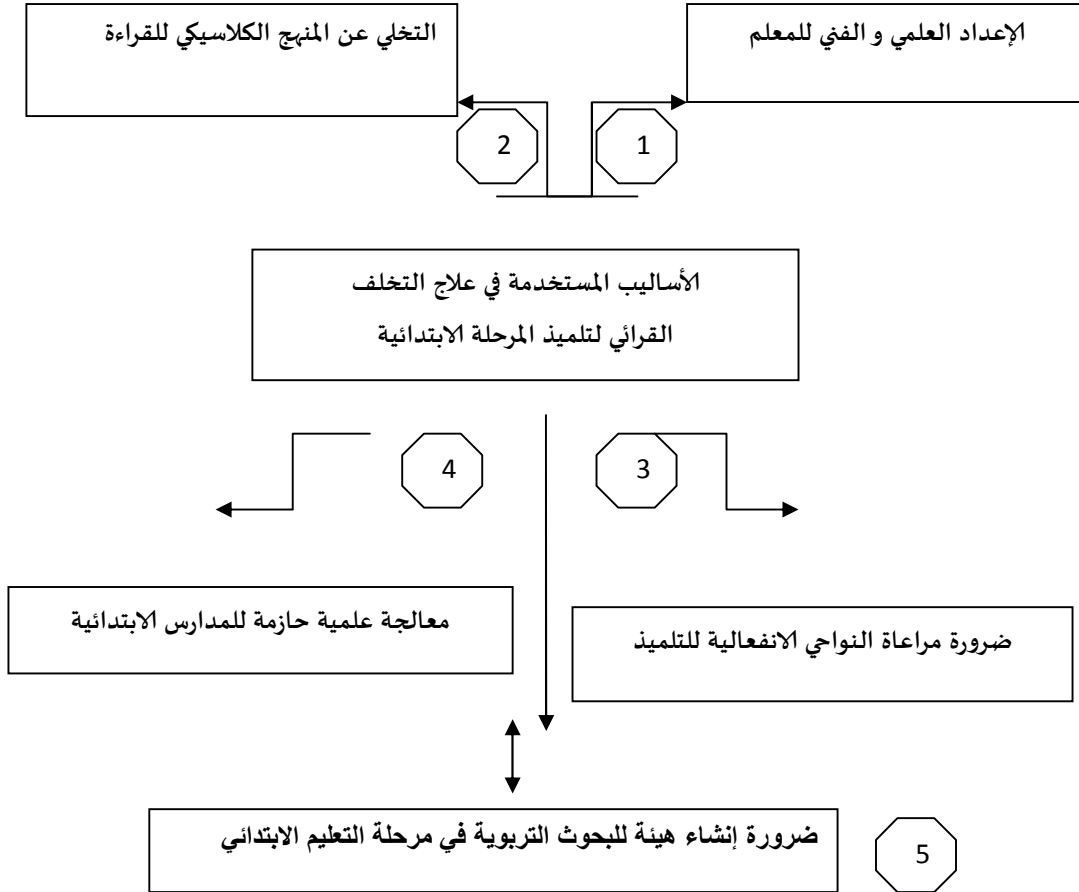 الإعداد العلمي و الفني للمعلم
التخلي عن المنهج الكلاسيكي للقراءة
1
2
الأساليب المستخدمة في علاج التخلف
القرائي لتلميذ المرحلة الابتدائية
3
4
ضرورة مراعاة النواحي الانفعالية للتلميذ
معالجة علمية حازمة للمدارس الابتدائية
ضرورة إنشاء هيئة للبحوث التربوية في مرحلة التعليم الابتدائي
5